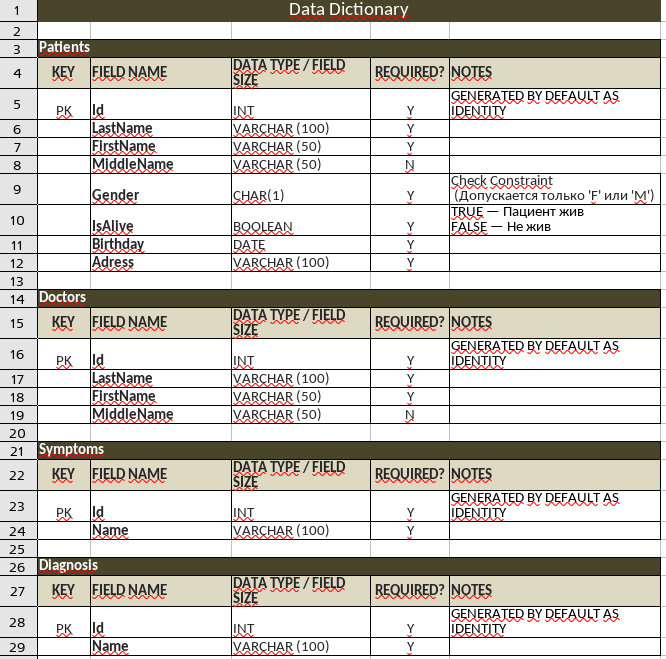 1 Data Dictionary
2
3 Patients
4 KEY FIELD NAME DATA TYPE / FIELD SIZE REQUIRED? NOTES
5 PK Id INT Y GENERATED BY DEFAULT AS IDENTITY
6 LastName VARCHAR (100) Y
7 FirstName VARCHAR (50) Y
8 MiddleName VARCHAR (50) N
9 Gender CHAR(1) Y Check Constraint (Допускается только 'F' или 'M')
10 IsAlive BOOLEAN Y TRUE — Пациент жив FALSE — Не жив
11 Birthday DATE Y
12 Adress VARCHAR (100) Y
13
14 Doctors
15 KEY FIELD NAME DATA TYPE / FIELD SIZE REQUIRED? NOTES
16 PK Id INT Y GENERATED BY DEFAULT AS IDENTITY
17 LastName VARCHAR (100) Y
18 FirstName VARCHAR (50) Y
19 MiddleName VARCHAR (50) N
20
21 Symptoms
22 KEY FIELD NAME DATA TYPE / FIELD SIZE REQUIRED? NOTES
23 PK Id INT Y GENERATED BY DEFAULT AS IDENTITY
24 Name VARCHAR (100) Y
25
26 Diagnosis
27 KEY FIELD NAME DATA TYPE / FIELD SIZE REQUIRED? NOTES
28 PK Id INT Y GENERATED BY DEFAULT AS IDENTITY
29 Name VARCHAR (100) Y